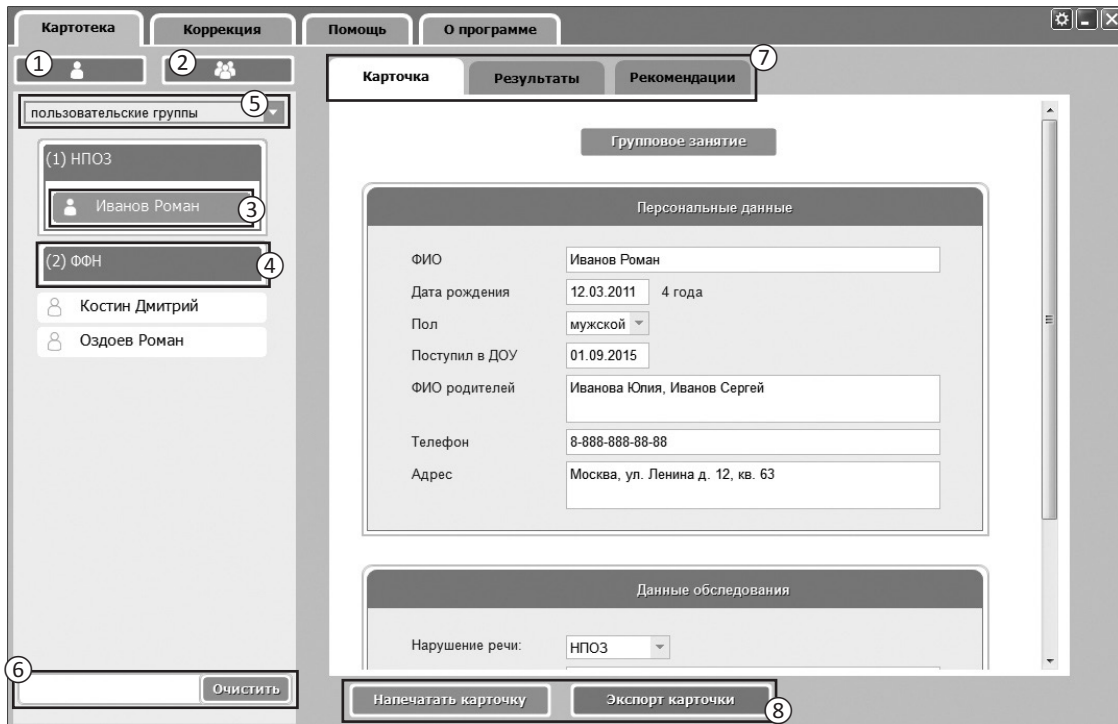 Картотека
Коррекция
Помощь
О программе
1
2
5
пользовательские группы
(1) НПОЗ
Иванов Роман
3
(2) ФФН
4
Костин Дмитрий
Оздоев Роман
6
Очистить
Карточка
Результаты
Рекомендации
7
Групповое занятие
Персональные данные
ФИО Иванов Роман
Дата рождения 12.03.2011 4 года
Пол мужской
Поступил в ДОУ 01.09.2015
ФИО родителей Иванова Юлия, Иванов Сергей
Телефон 8-888-888-88-88
Адрес Москва, ул. Ленина д. 12, кв. 63
Данные обследования
Нарушение речи: НПОЗ
Напечатать карточку
Экспорт карточки
8